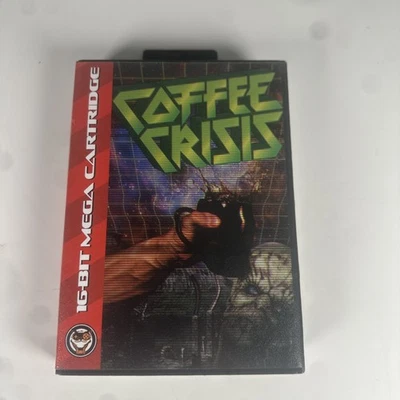 COFFEE
CRISIS
16-BIT MEGA CARTRIDGE